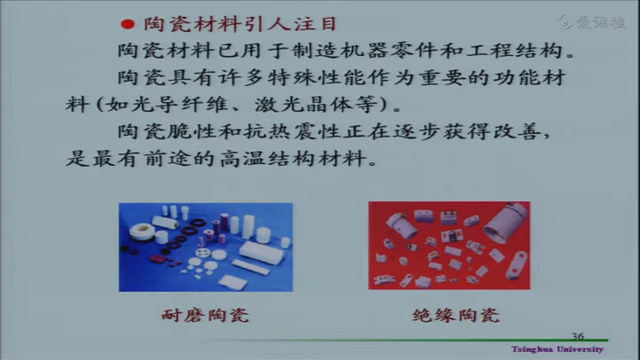 ● 陶瓷材料引人注目
爱课程
陶瓷材料已用于制造机器零件和工程结构。
陶瓷具有许多特殊性能作为重要的功能材
料(如光导纤维、激光晶体等)。
陶瓷脆性和抗热震性正在逐步获得改善,
是最有前途的高温结构材料。
耐磨陶瓷
绝缘陶瓷
36
Tsinghua University